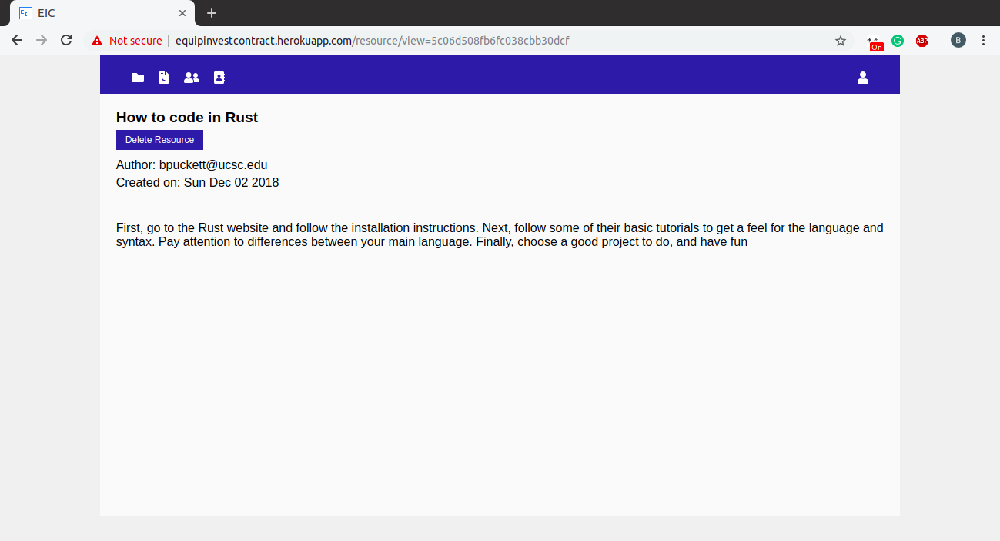 EIC
EIC
Not secure
equipinvestcontract.herokuapp.com/resource/view=5c06d508fb6fc038cbb30dcf
On
ABP
B
How to code in Rust
Delete Resource
Author: bpuckett@ucsc.edu
Created on: Sun Dec 02 2018
First, go to the Rust website and follow the installation instructions. Next, follow some of their basic tutorials to get a feel for the language and
syntax. Pay attention to differences between your main language. Finally, choose a good project to do, and have fun